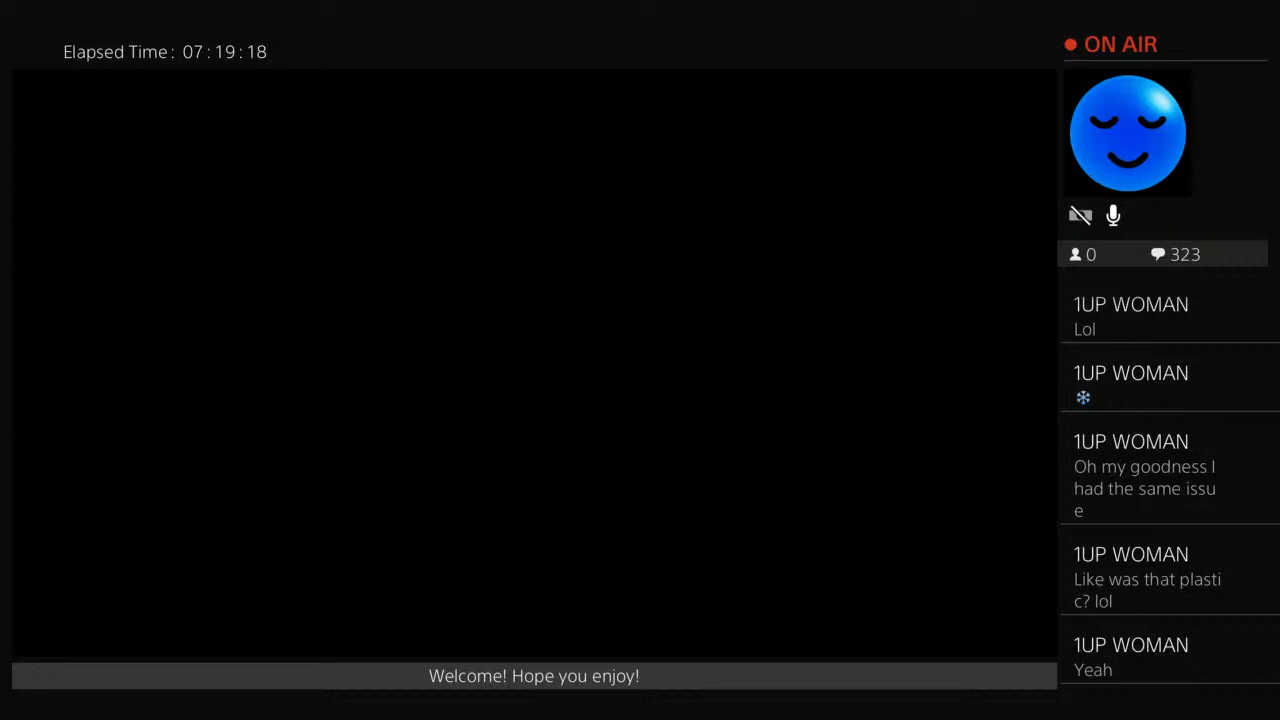 Elapsed Time: 07:19:18
ON AIR
0 323
1UP WOMAN
Lol
1UP WOMAN
❄
1UP WOMAN
Oh my goodness I
had the same issu
e
1UP WOMAN
Like was that plasti
c? lol
1UP WOMAN
Yeah
Welcome! Hope you enjoy!